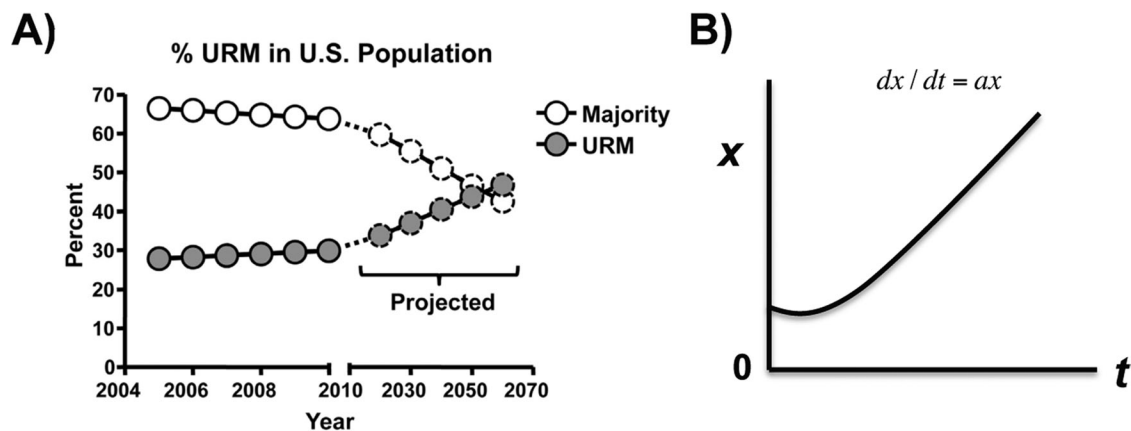 A)
% URM in U.S. Population
70
60
50
40
30
20
10
0
Percent
2004 2006 2008 2010 2010 2030 2050 2070
Year
Projected
Majority
URM
B)
dx / dt = ax
x
0
t